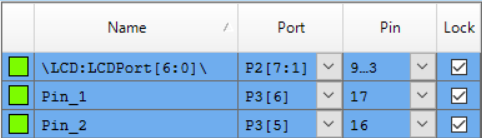 Name / Port Pin Lock
\LCD:LCDPort[6:0]\ P2[7:1] 9…3
Pin_1 P3[6] 17
Pin_2 P3[5] 16